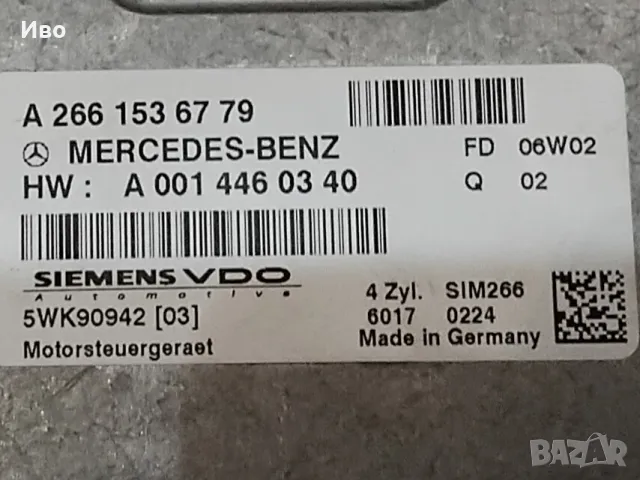 Иво
A 266 153 67 79
MERCEDES-BENZ
FD 06W02
HW : A 001 446 03 40
Q 02
SIEMENS VDO
Automotive
4 Zyl. SIM266
5WK90942 [03]
6017 0224
Motorsteuergeraet
Made in Germany
BAZAR